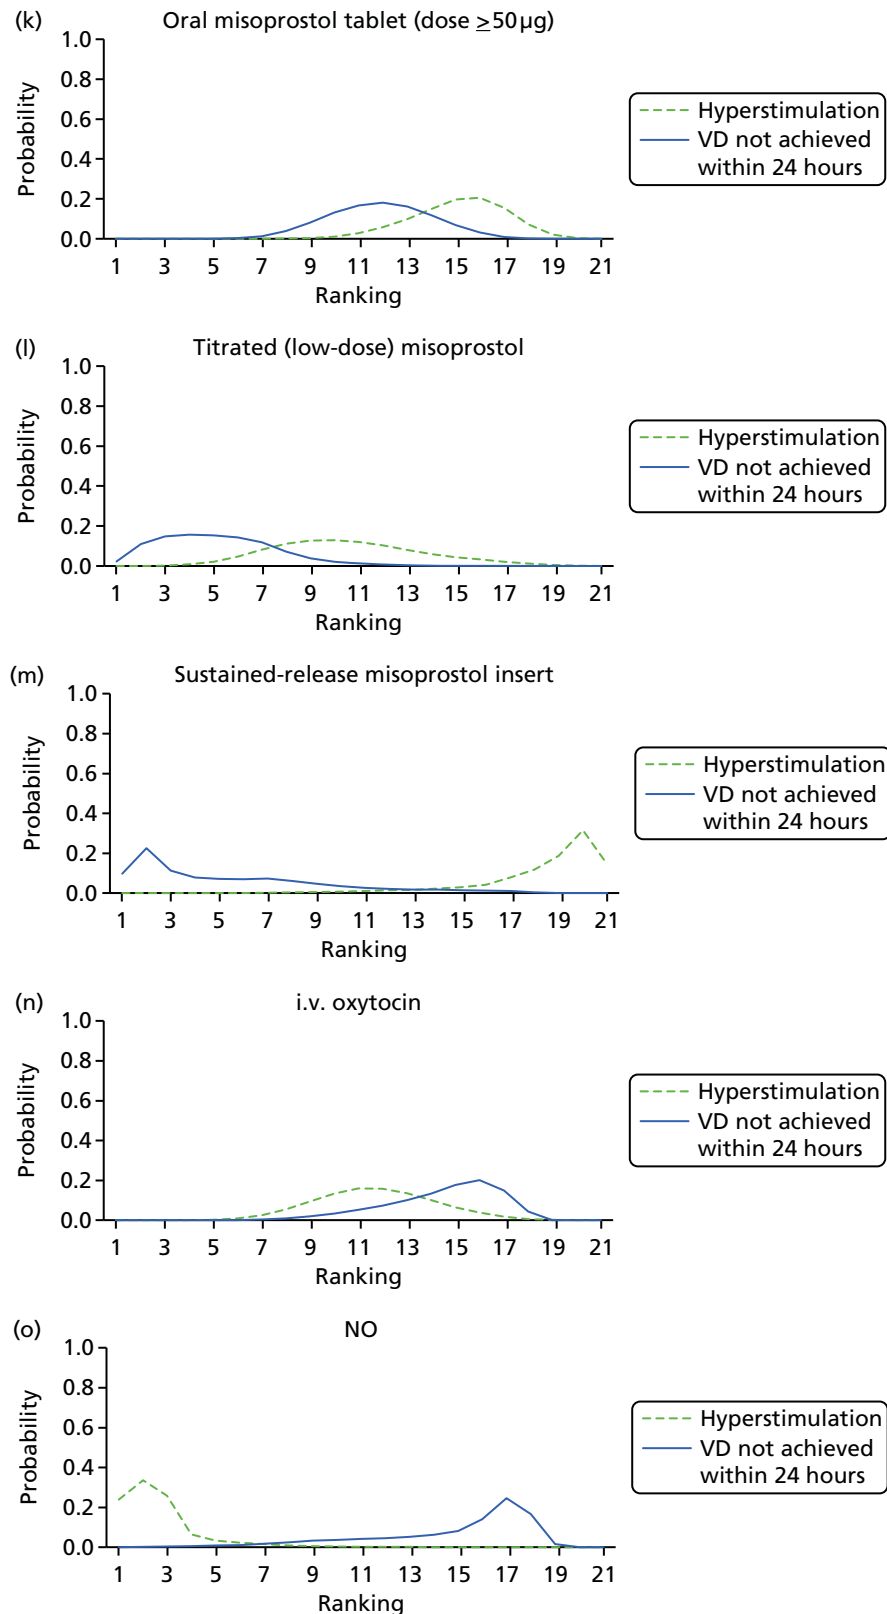 (k) Oral misoprostol tablet (dose ≥50µg)
1.0
0.8
0.6
0.4
0.2
0.0
Probability
1 3 5 7 9 11 13 15 17 19 21
Ranking
Hyperstimulation
VD not achieved
within 24 hours
(l) Titrated (low-dose) misoprostol
1.0
0.8
0.6
0.4
0.2
0.0
Probability
1 3 5 7 9 11 13 15 17 19 21
Ranking
Hyperstimulation
VD not achieved
within 24 hours
(m) Sustained-release misoprostol insert
1.0
0.8
0.6
0.4
0.2
0.0
Probability
1 3 5 7 9 11 13 15 17 19 21
Ranking
Hyperstimulation
VD not achieved
within 24 hours
(n) i.v. oxytocin
1.0
0.8
0.6
0.4
0.2
0.0
Probability
1 3 5 7 9 11 13 15 17 19 21
Ranking
Hyperstimulation
VD not achieved
within 24 hours
(o) NO
1.0
0.8
0.6
0.4
0.2
0.0
Probability
1 3 5 7 9 11 13 15 17 19 21
Ranking
Hyperstimulation
VD not achieved
within 24 hours